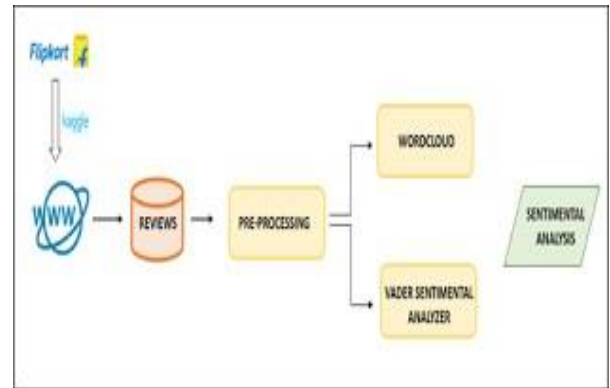 Flipkart
kaggle
WWW
REVIEWS
PRE-PROCESSING
WORDCLOUD
VADER SENTIMENTAL
ANALYZER
SENTIMENTAL
ANALYSIS